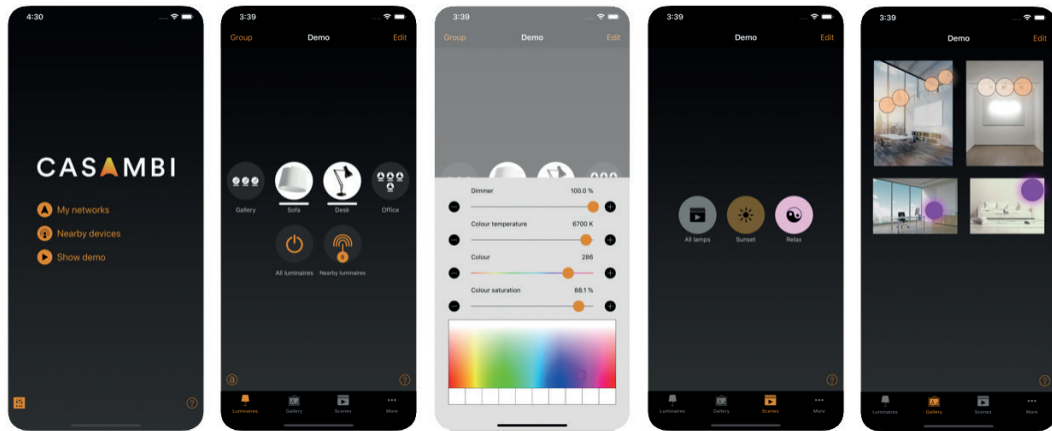 4:30
CASAMBI
My networks
Nearby devices
Show demo
?
3:39
Group Demo Edit
Gallery Sofa Desk Office
All luminaires Nearby luminaires
a ?
Luminaires Gallery Scenes More
3:39
Group Demo Edit
Dimmer 100.0 %
Colour temperature 6700 K
Colour 286
Colour saturation 88.1 %
3:39
Demo Edit
All lamps Sunset Relax
?
Luminaires Gallery Scenes More
3:39
Demo Edit
?
Luminaires Gallery Scenes More